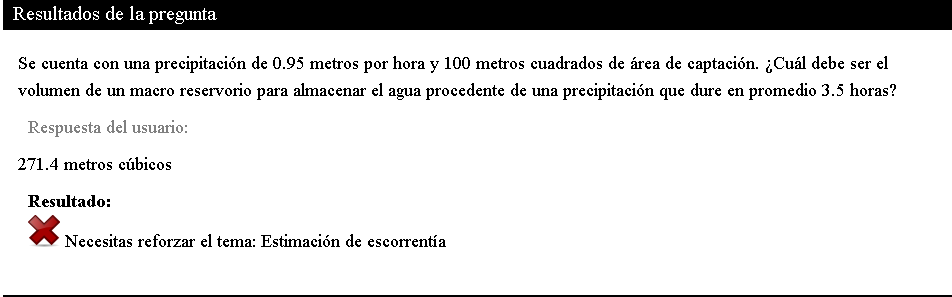 Resultados de la pregunta
Se cuenta con una precipitación de 0.95 metros por hora y 100 metros cuadrados de área de captación. ¿Cuál debe ser el
volumen de un macro reservorio para almacenar el agua procedente de una precipitación que dure en promedio 3.5 horas?
Respuesta del usuario:
271.4 metros cúbicos
Resultado:
Necesitas reforzar el tema: Estimación de escorrentía